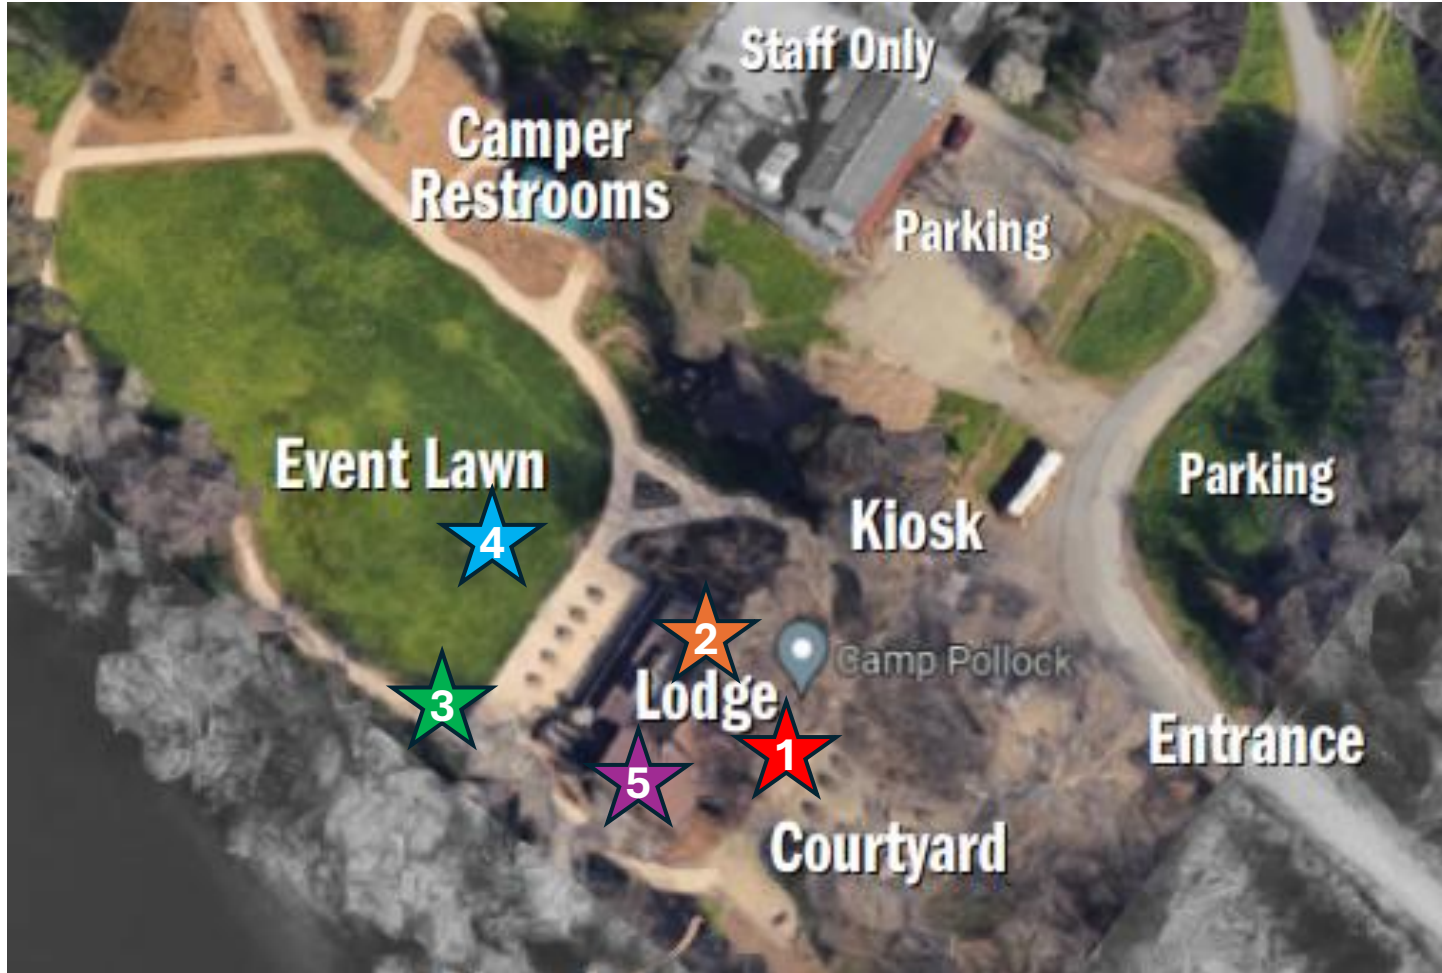 Staff Only
Camper
Restrooms
Parking
Event Lawn
Parking
Kiosk
4
2
Camp Pollock
Lodge
3
1
Entrance
5
Courtyard